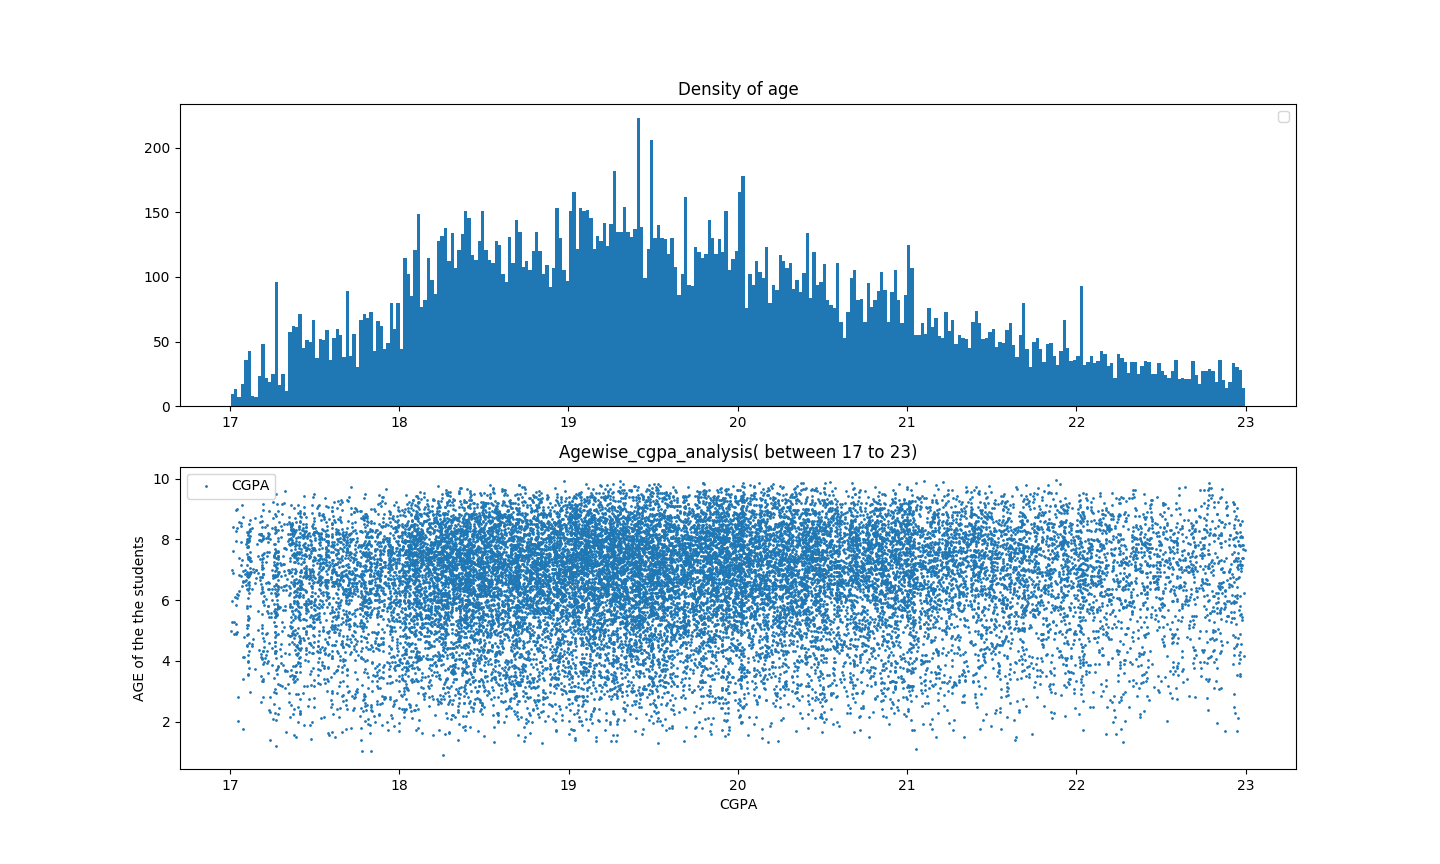 Density of age
200
150
100
50
0
17 18 19 20 21 22 23
Agewise_cgpa_analysis( between 17 to 23)
CGPA
10
8
6
4
2
AGE of the the students
17 18 19 20 21 22 23
CGPA